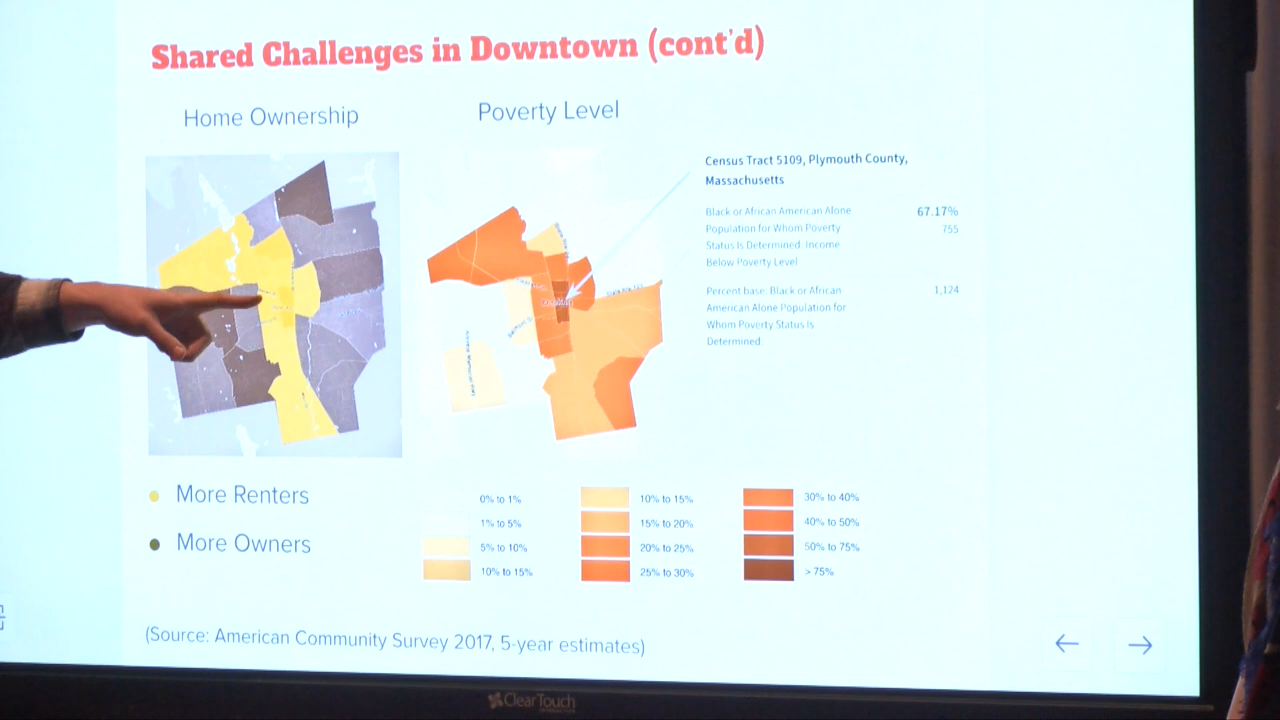 Shared Challenges in Downtown (cont'd)
Home Ownership
Poverty Level
Census Tract 5109, Plymouth County,
Massachusetts
Black or African American Alone 67.17%
Population for Whom Poverty 755
Status Is Determined: Income
Below Poverty Level
Percent base: Black or African 1,124
American Alone Population for
Whom Poverty Status Is
Determined:
More Renters
More Owners
0% to 1%
1% to 5%
5% to 10%
10% to 15%
10% to 15%
15% to 20%
20% to 25%
25% to 30%
30% to 40%
40% to 50%
50% to 75%
> 75%
(Source: American Community Survey 2017, 5-year estimates)
ClearTouch